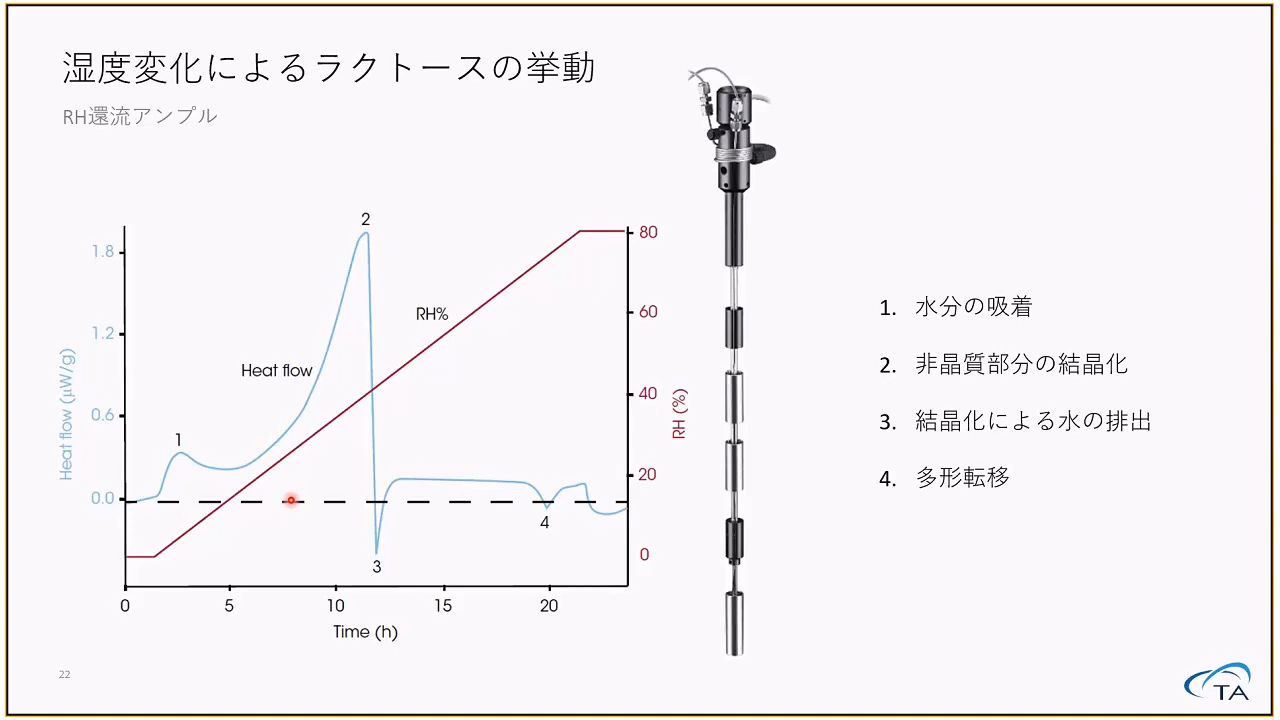 湿度変化によるラクトースの挙動
RH還流アンプル
2
1.8
80
RH%
60
1.2
Heat flow
40
Heat flow (μW/g)
RH (%)
0.6
1
20
0.0
4
3
0
0
5
10
15
20
Time (h)
1. 水分の吸着
2. 非晶質部分の結晶化
3. 結晶化による水の排出
4. 多形転移
22
TA